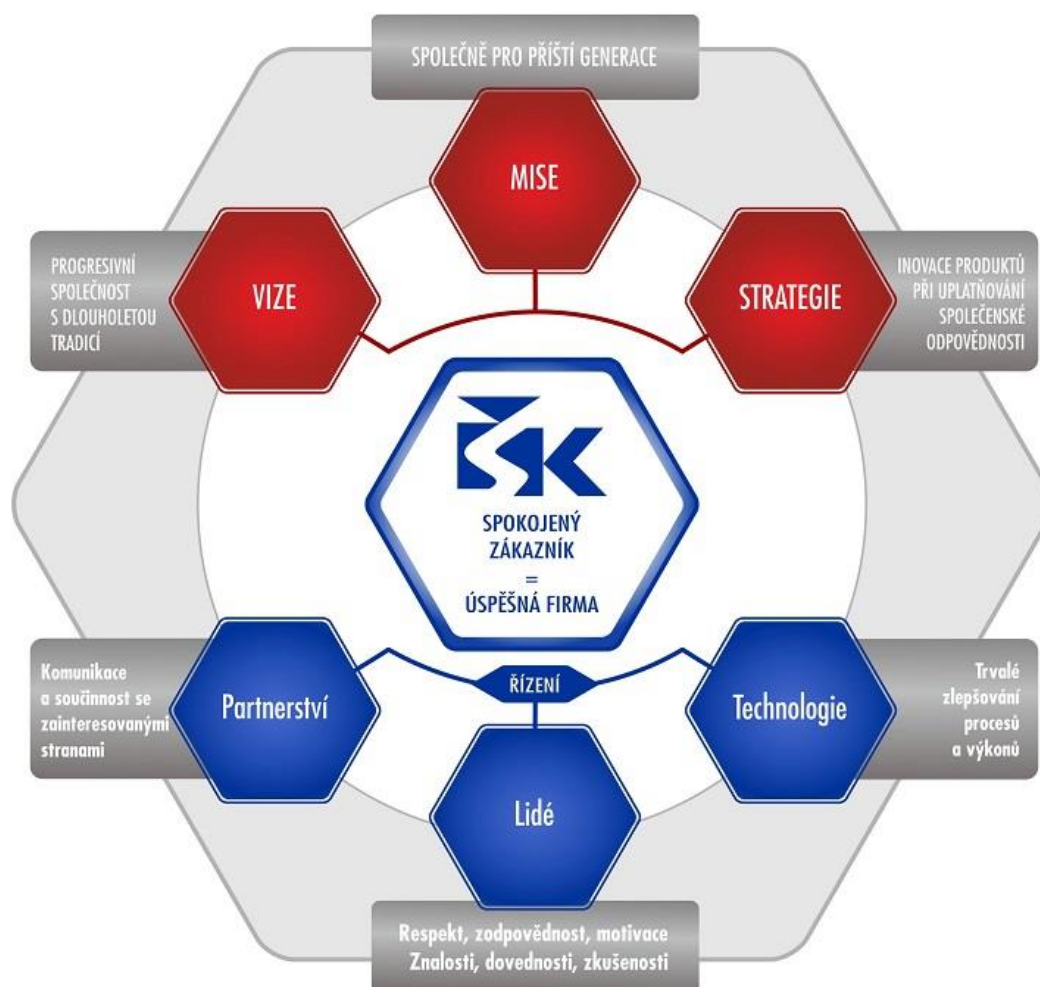 SPOLEČNĚ PRO PŘÍŠTÍ GENERACE
MISE
PROGRESIVNÍ
SPOLEČNOST
S DLOUHOLETOU
TRADICÍ
VIZE
STRATEGIE
INOVACE PRODUKTŮ
PŘI UPLATŇOVÁNÍ
SPOLEČENSKÉ
ODPOVĚDNOSTI
ŠK
SPOKOJENÝ
ZÁKAZNÍK
=
ÚSPĚŠNÁ FIRMA
ŘÍZENÍ
Komunikace
a součinnost se
zainteresovanými
stranami
Partnerství
Technologie
Trvalé
zlepšování
procesů
a výkonů
Lidé
Respekt, zodpovědnost, motivace
Znalosti, dovednosti, zkušenosti